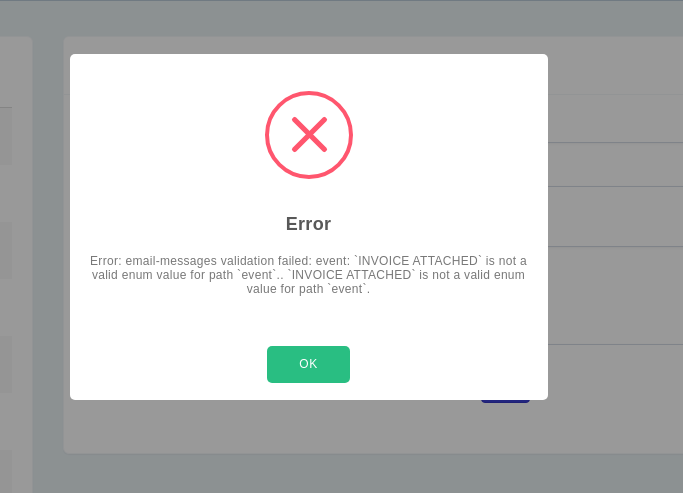 Error
Error: email-messages validation failed: event: `INVOICE ATTACHED` is not a
valid enum value for path `event`.. `INVOICE ATTACHED` is not a valid enum
value for path `event`.
OK